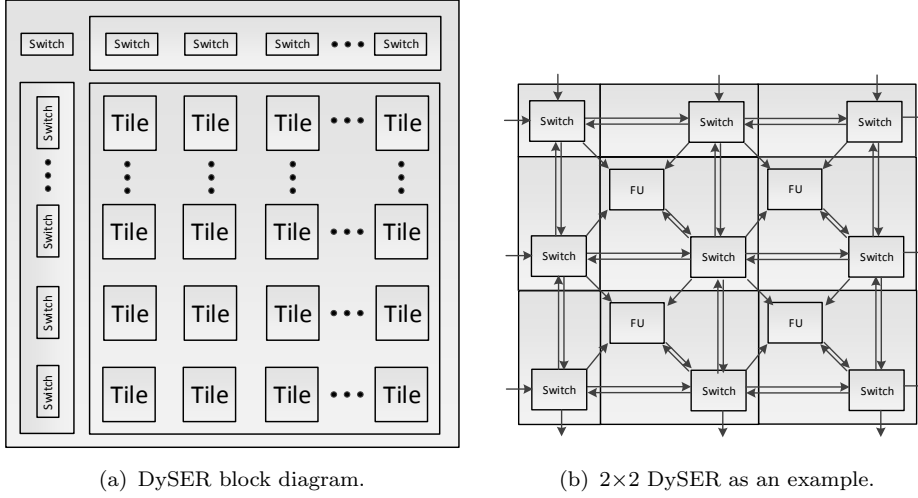 Switch Switch Switch Switch ••• Switch
Switch
Switch
Switch
Switch
Tile Tile Tile ••• Tile
Tile Tile Tile ••• Tile
Tile Tile Tile ••• Tile
Tile Tile Tile ••• Tile
(a) DySER block diagram.
Switch Switch Switch
FU FU
Switch Switch Switch
FU FU
Switch Switch Switch
(b) 2×2 DySER as an example.